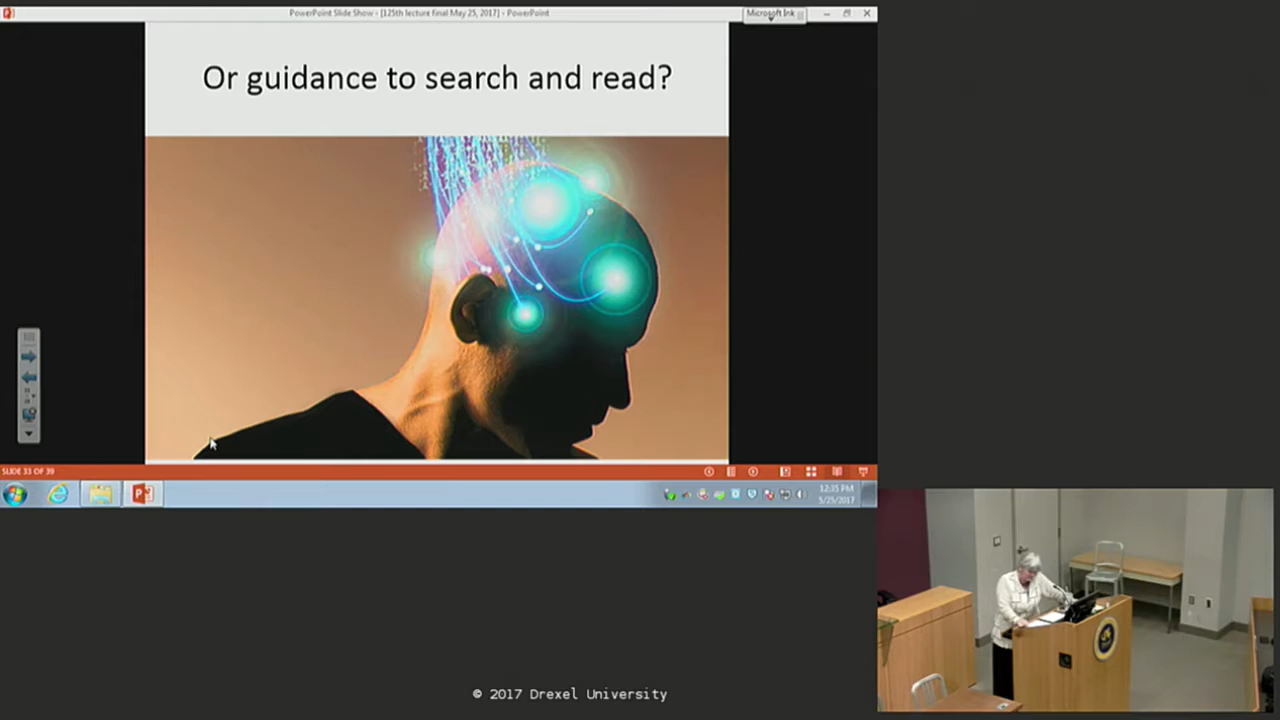 PowerPoint Slide Show - [125th lecture final May 25, 2017] - PowerPoint
Microsoft Ink
Or guidance to search and read?
SLIDE 33 OF 39
12:35 PM
5/25/2017
© 2017 Drexel University